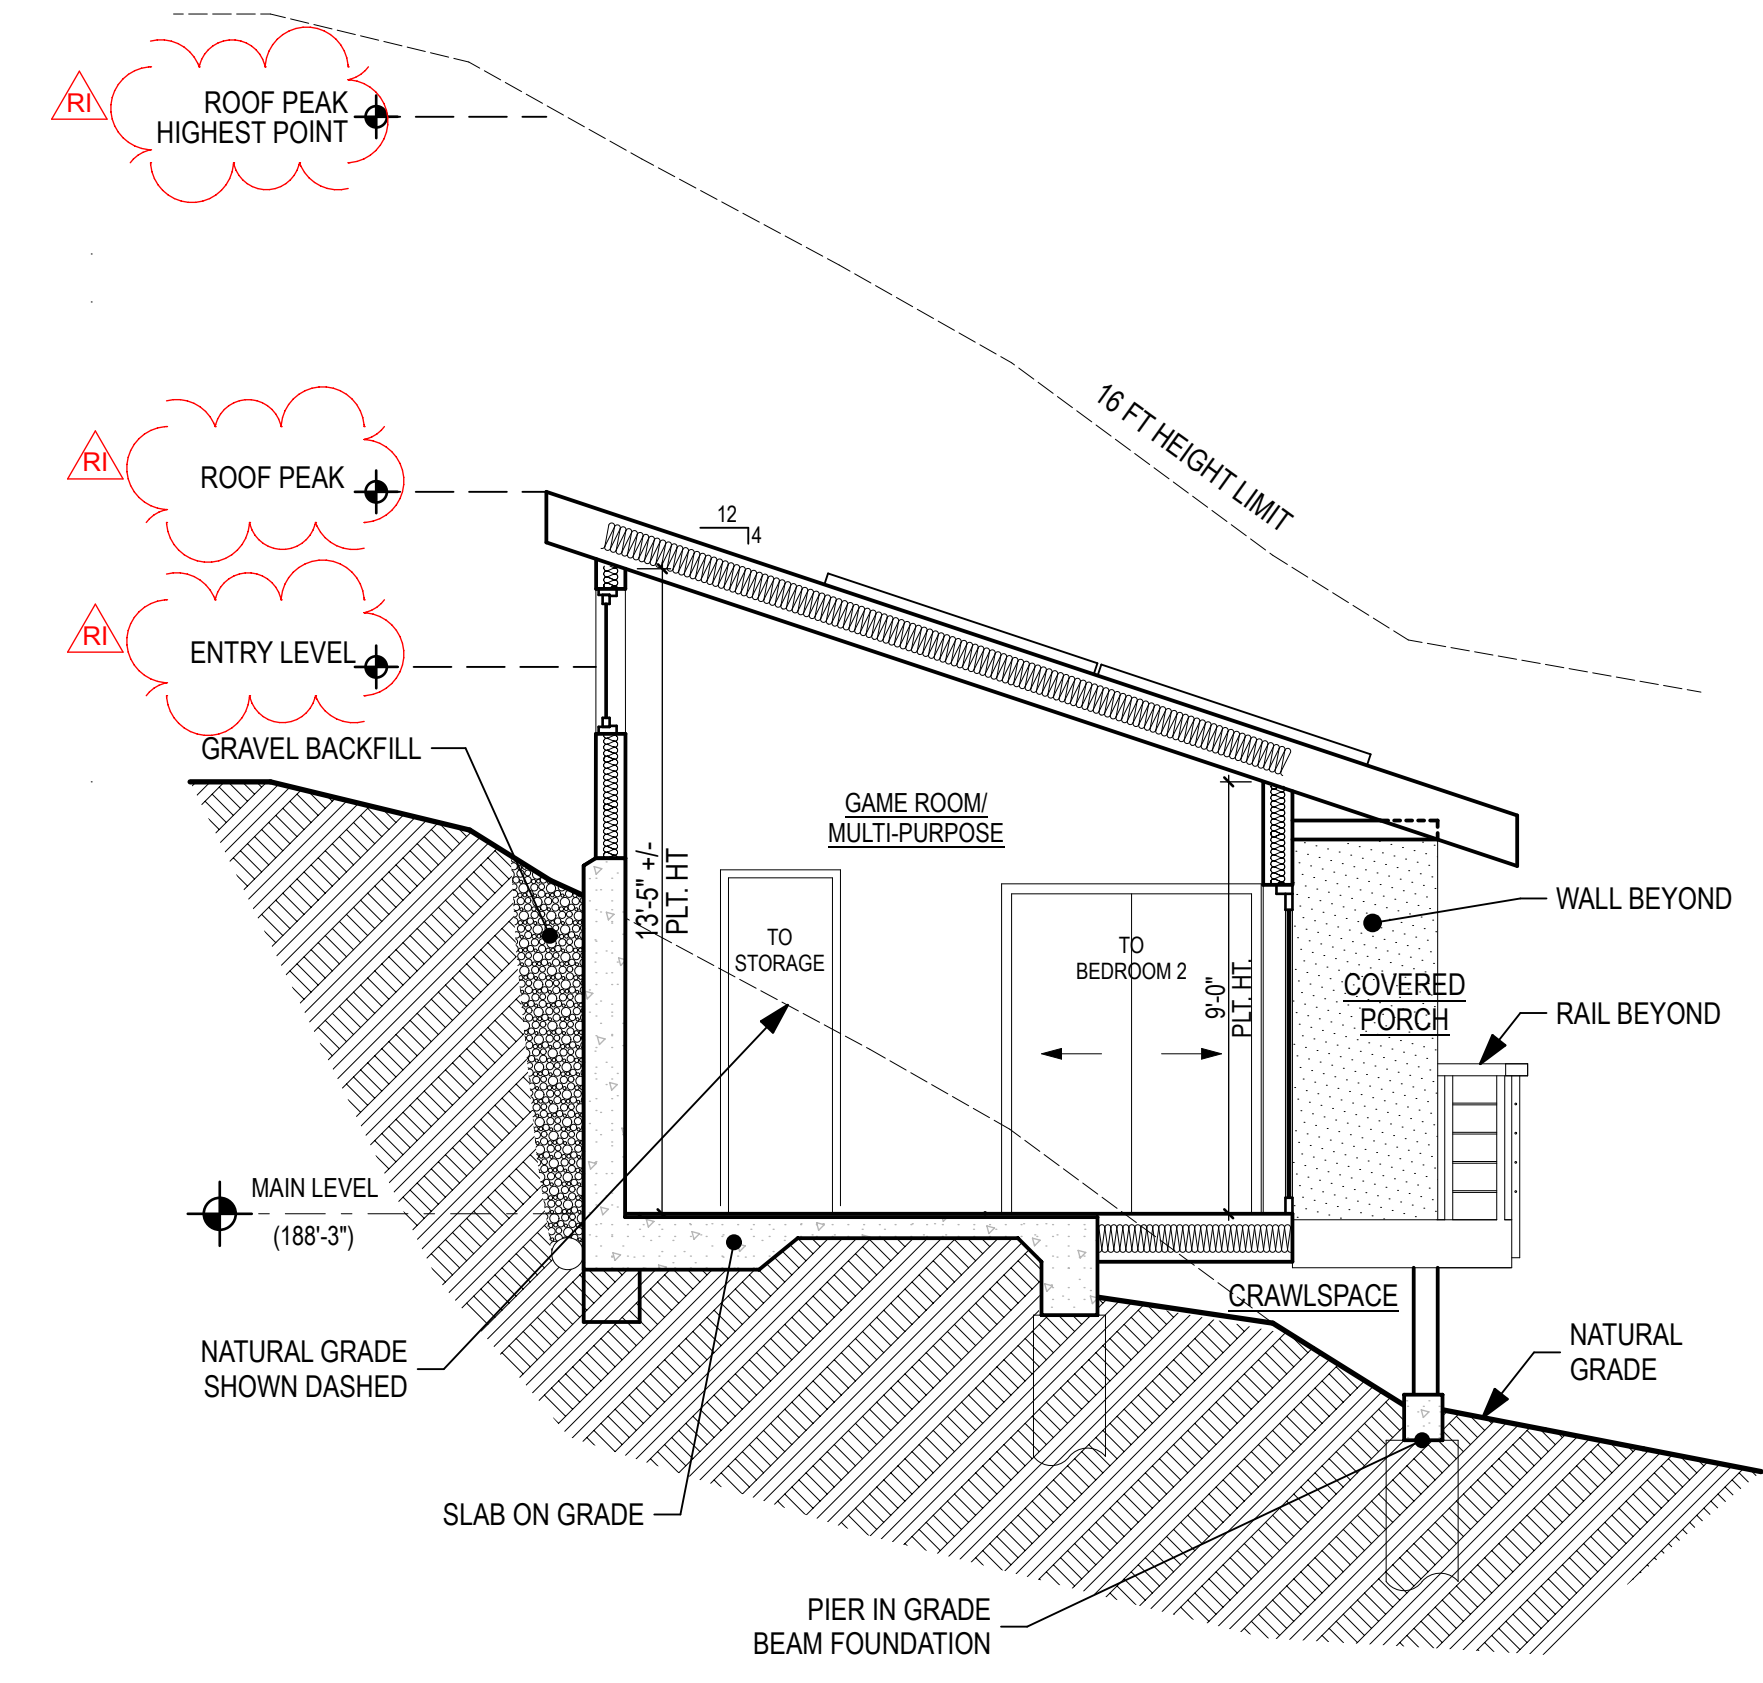 RI
ROOF PEAK
HIGHEST POINT
16 FT HEIGHT LIMIT
RI
ROOF PEAK
12
4
RI
ENTRY LEVEL
GRAVEL BACKFILL
GAME ROOM/
MULTI-PURPOSE
13'-5" +/-
PLT. HT
TO
STORAGE
TO
BEDROOM 2
9'-0"
PLT. HT.
WALL BEYOND
COVERED
PORCH
RAIL BEYOND
MAIN LEVEL
(188'-3")
CRAWLSPACE
NATURAL GRADE
SHOWN DASHED
NATURAL
GRADE
SLAB ON GRADE
PIER IN GRADE
BEAM FOUNDATION